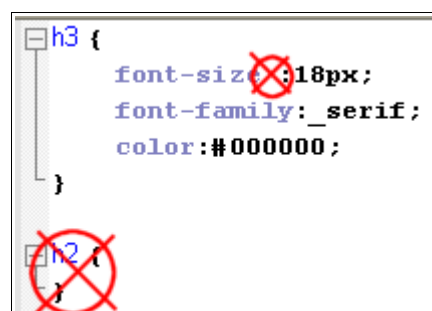 h3 {
font-size :18px;
font-family:_serif;
color:#000000;
}
h2 {
}